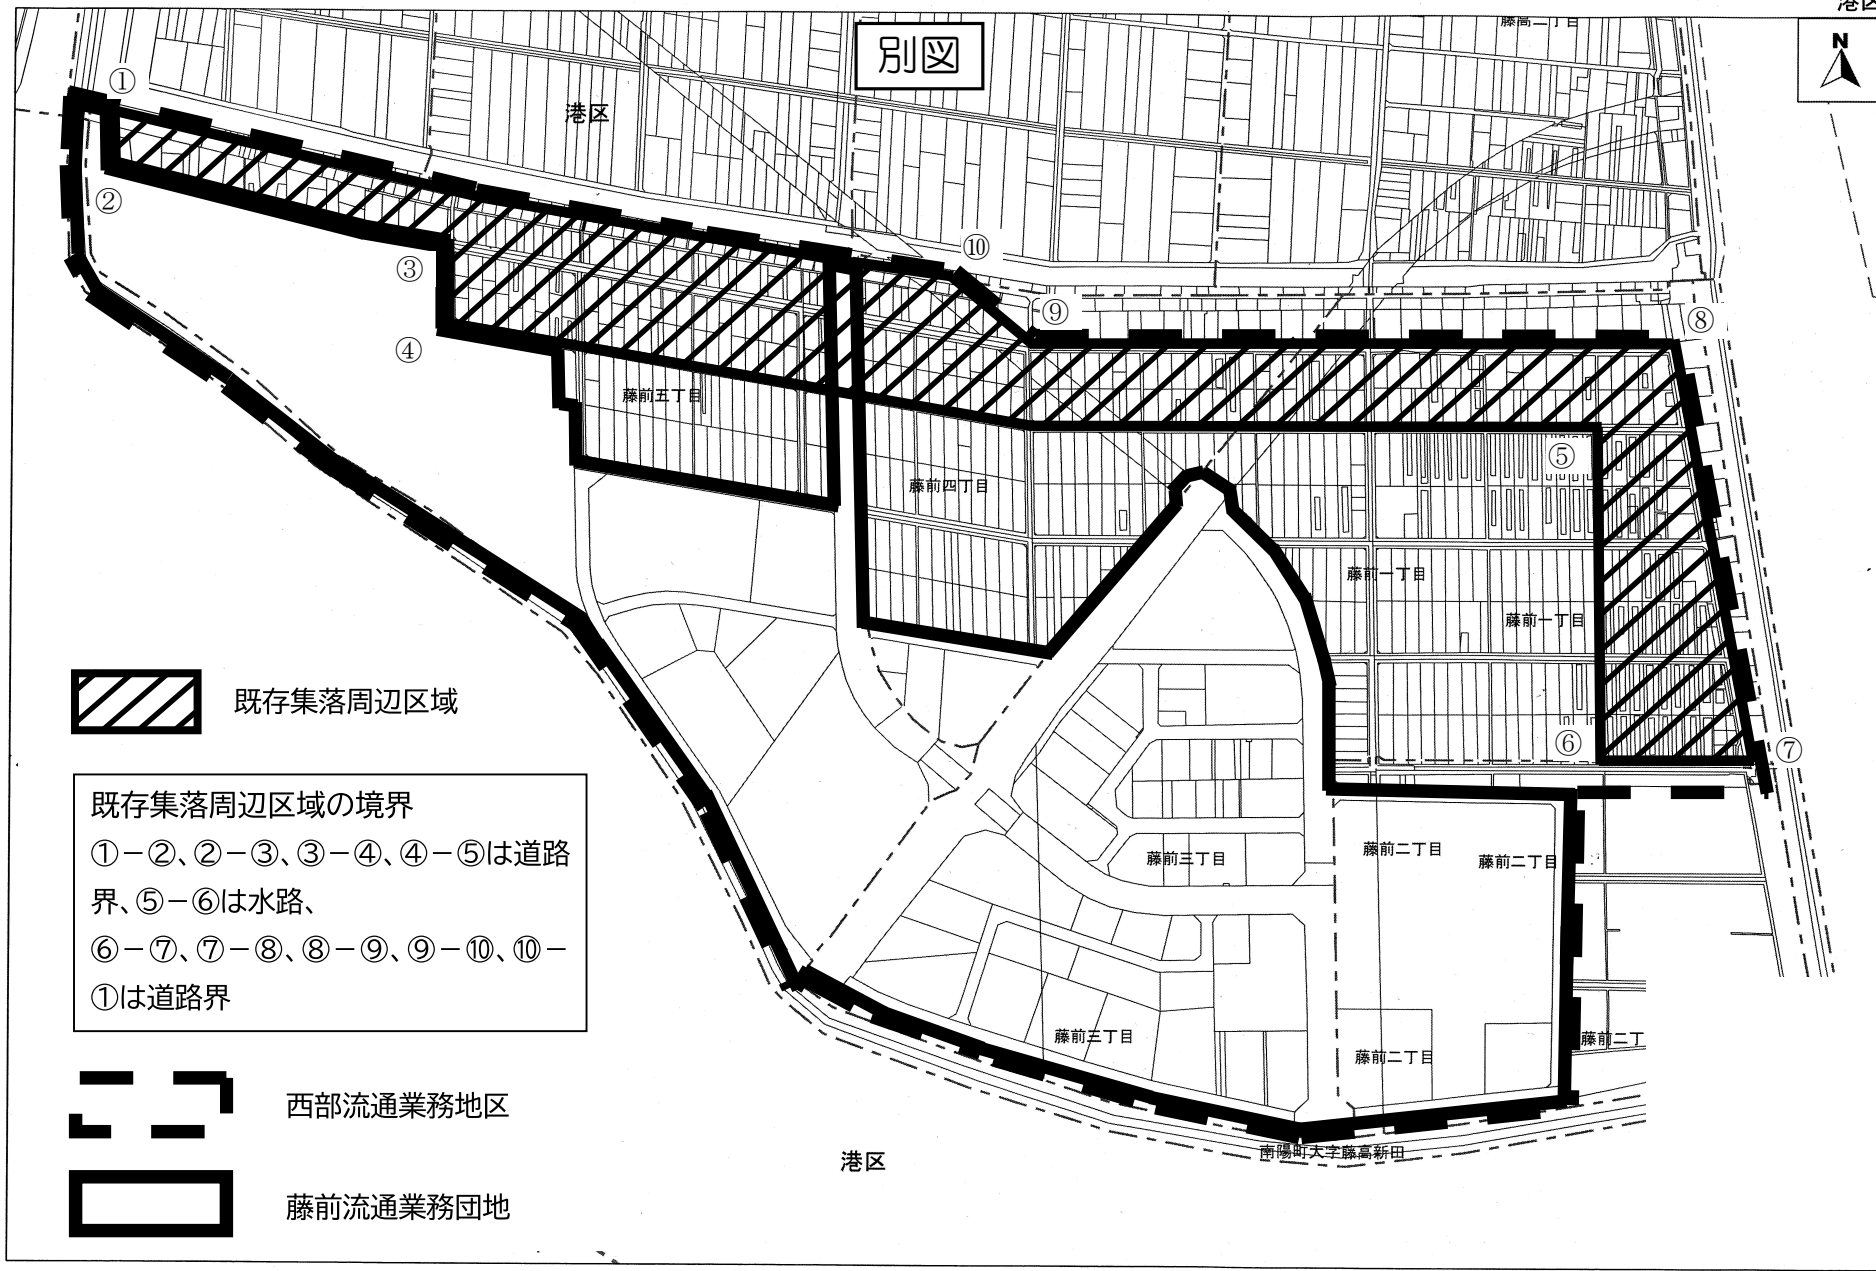 港区
藤高二丁目
別図
N
①
港区
②
⑩
③
⑨
⑧
④
藤前五丁目
⑤
藤前四丁目
藤前一丁目
藤前一丁目
既存集落周辺区域
⑥
⑦
既存集落周辺区域の境界
①－②、②－③、③－④、④－⑤は道路
界、⑤－⑥は水路、
⑥－⑦、⑦－⑧、⑧－⑨、⑨－⑩、⑩－
①は道路界
藤前二丁目
藤前二丁目
藤前三丁目
藤前三丁目
藤前二丁
藤前二丁目
西部流通業務地区
港区
南陽町大字藤高新田
藤前流通業務団地